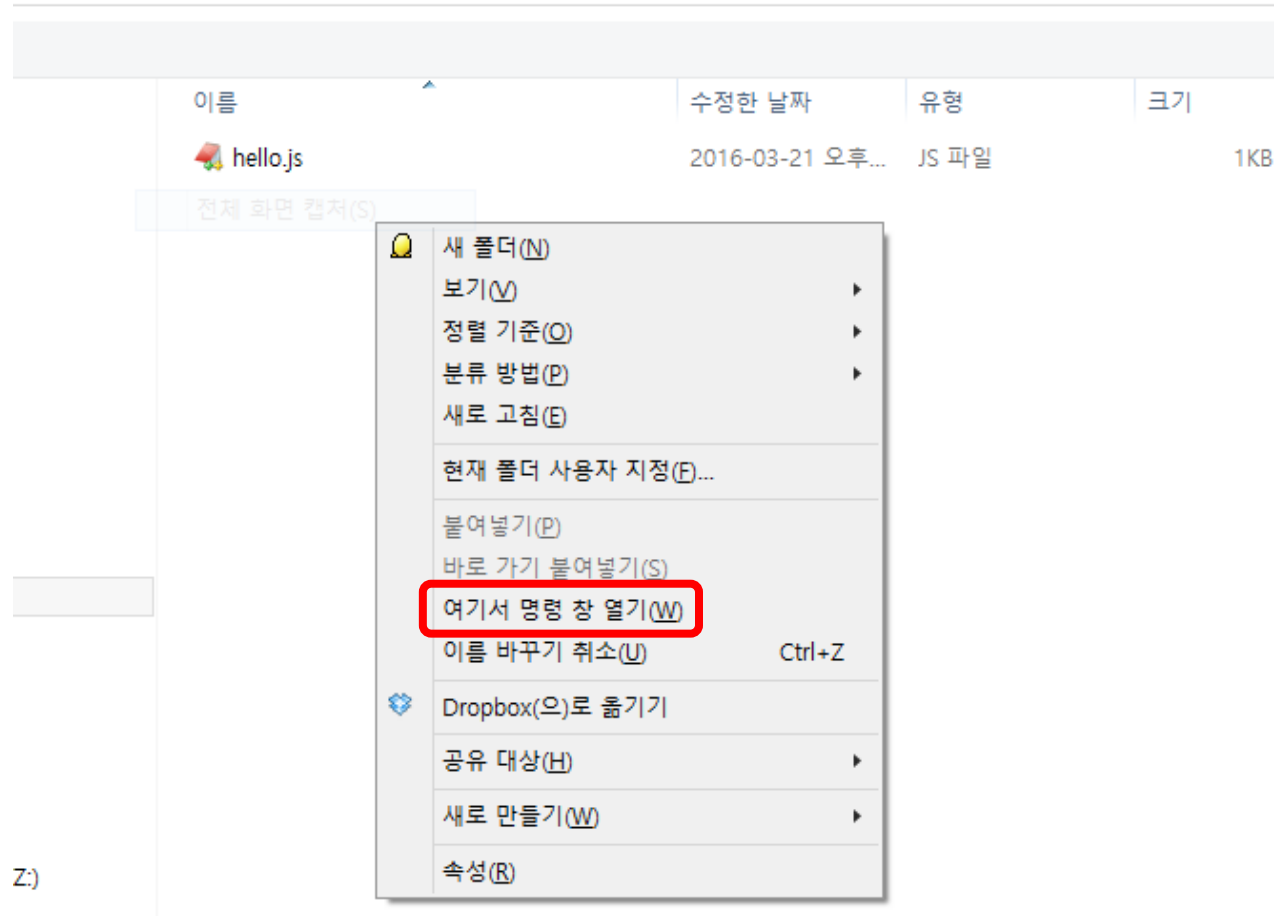 이름 수정한 날짜 유형 크기
hello.js 2016-03-21 오후... JS 파일 1KB
전체 화면 캡처(S)
새 폴더(N)
보기(V)
정렬 기준(O)
분류 방법(P)
새로 고침(E)
현재 폴더 사용자 지정(F)...
붙여넣기(P)
바로 가기 붙여넣기(S)
여기서 명령 창 열기(W)
이름 바꾸기 취소(U) Ctrl+Z
Dropbox(으)로 옮기기
공유 대상(H)
새로 만들기(W)
속성(R)
Z:)